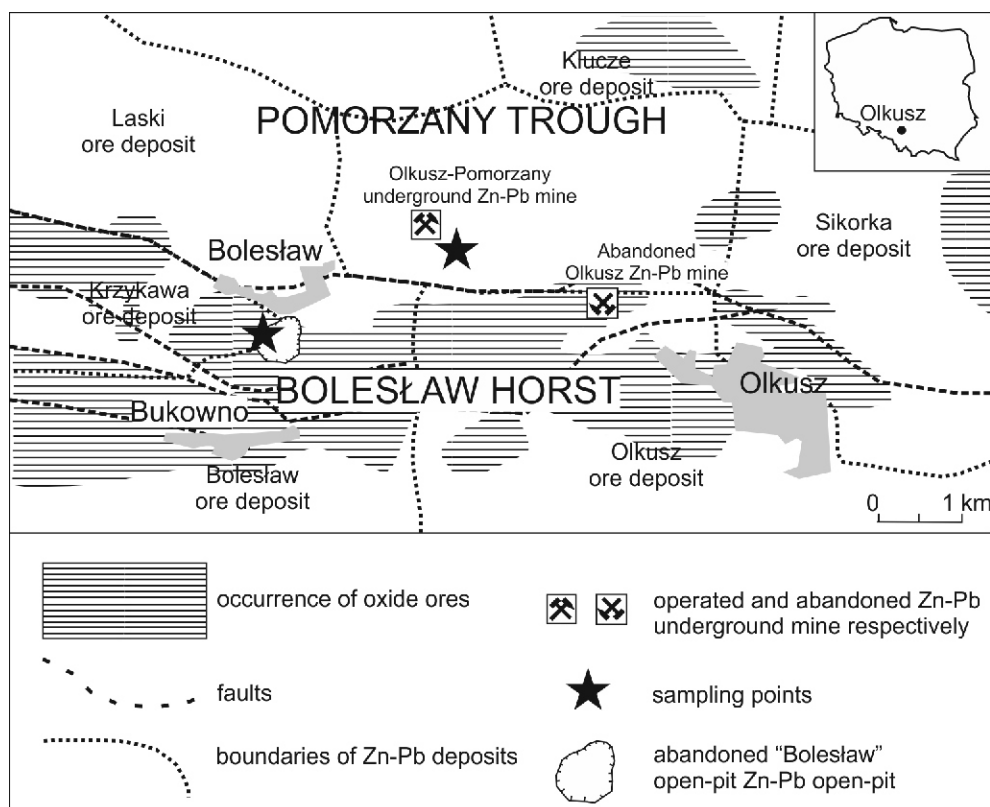 Klucze
ore deposit
Olkusz
Laski
ore deposit
POMORZANY TROUGH
Olkusz-Pomorzany
underground Zn-Pb mine
Sikorka
ore deposit
Bolesław
Abandoned
Olkusz Zn-Pb mine
Krzykawa
ore deposit
BOLESŁAW HORST
Olkusz
Bukowno
Bolesław
ore deposit
Olkusz
ore deposit
0 1 km
occurrence of oxide ores
operated and abandoned Zn-Pb
underground mine respectively
faults
sampling points
boundaries of Zn-Pb deposits
abandoned “Bolesław”
open-pit Zn-Pb open-pit